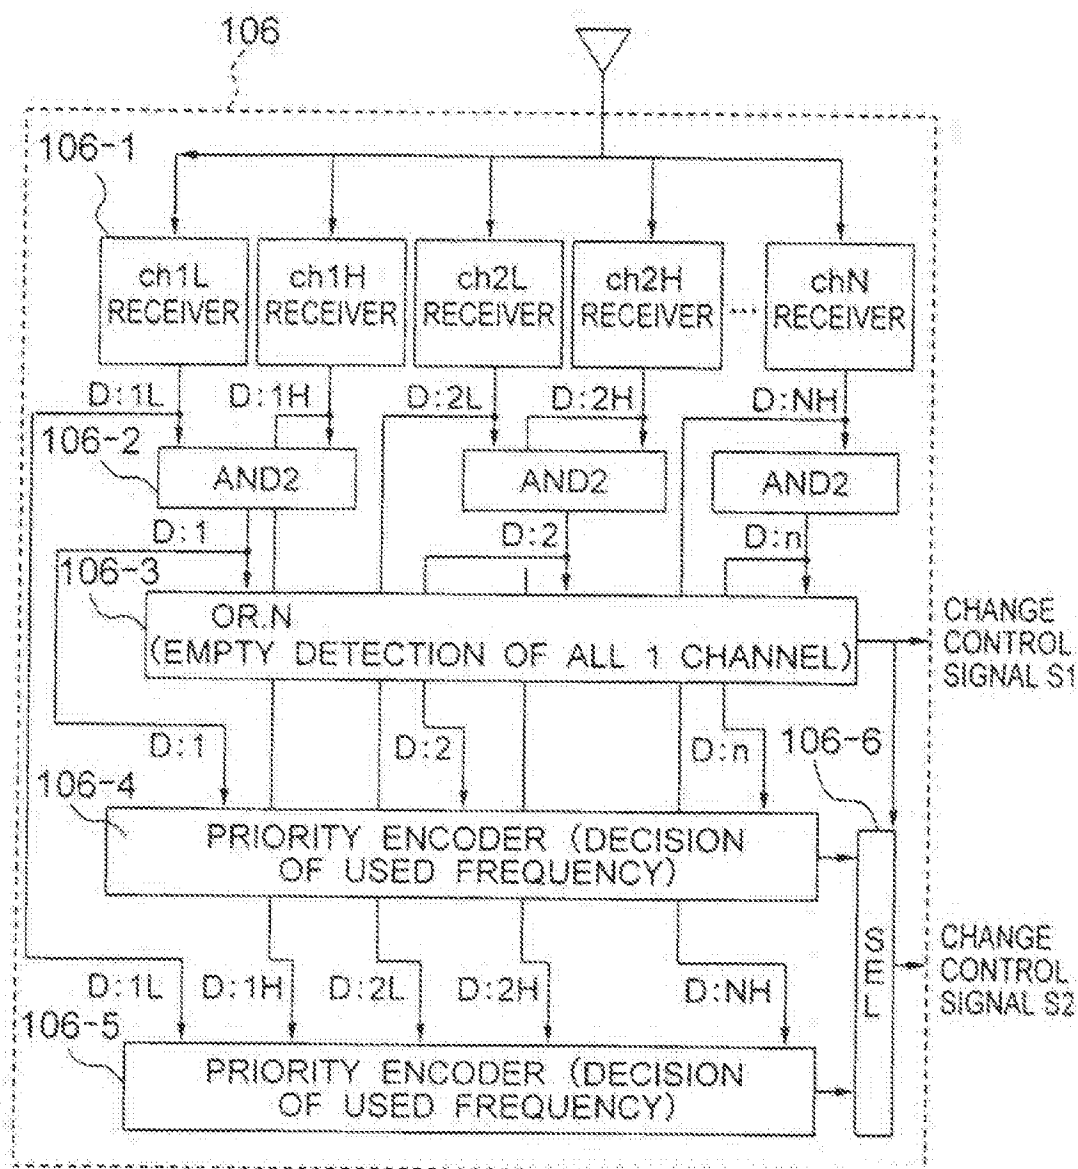 106
106-1
ch1L
RECEIVER
ch1H
RECEIVER
ch2L
RECEIVER
ch2H
RECEIVER
...
chN
RECEIVER
D:1L
D:1H
D:2L
D:2H
D:NH
106-2
AND2
AND2
AND2
D:1
D:2
D:n
106-3
OR.N
(EMPTY DETECTION OF ALL 1 CHANNEL)
CHANGE
CONTROL
SIGNAL S1
D:1
D:2
D:n
106-6
106-4
PRIORITY ENCODER (DECISION
OF USED FREQUENCY)
SEL
CHANGE
CONTROL
SIGNAL S2
D:1L
D:1H
D:2L
D:2H
D:NH
106-5
PRIORITY ENCODER (DECISION
OF USED FREQUENCY)